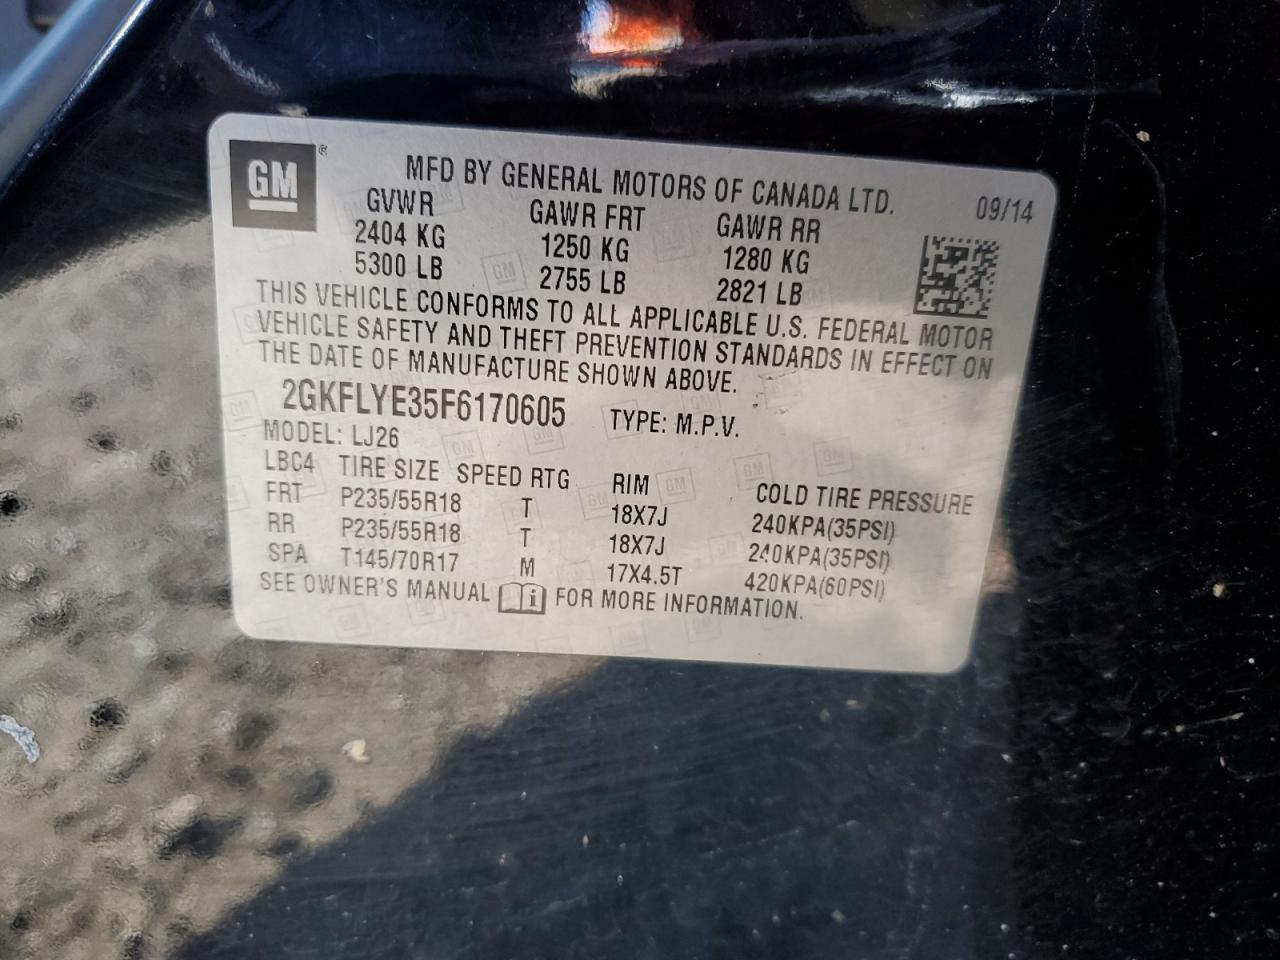 GM®
MFD BY GENERAL MOTORS OF CANADA LTD. 09/14
GVWR GAWR FRT GAWR RR
2404 KG 1250 KG 1280 KG
5300 LB 2755 LB 2821 LB
THIS VEHICLE CONFORMS TO ALL APPLICABLE U.S. FEDERAL MOTOR
VEHICLE SAFETY AND THEFT PREVENTION STANDARDS IN EFFECT ON
THE DATE OF MANUFACTURE SHOWN ABOVE.
2GKFLYE35F6170605 TYPE: M.P.V.
MODEL: LJ26
LBC4 TIRE SIZE SPEED RTG RIM COLD TIRE PRESSURE
FRT P235/55R18 T 18X7J 240KPA(35PSI)
RR P235/55R18 T 18X7J 240KPA(35PSI)
SPA T145/70R17 M 17X4.5T 420KPA(60PSI)
SEE OWNER'S MANUAL i FOR MORE INFORMATION.